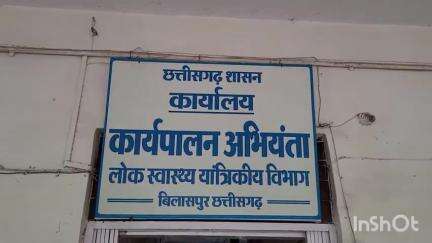 छत्तीसगढ़ शासन
कार्यालय
कार्यपालन अभियंता
लोक स्वास्थ्य यांत्रिकीय विभाग
बिलासपुर छत्तीसगढ़
InShOt